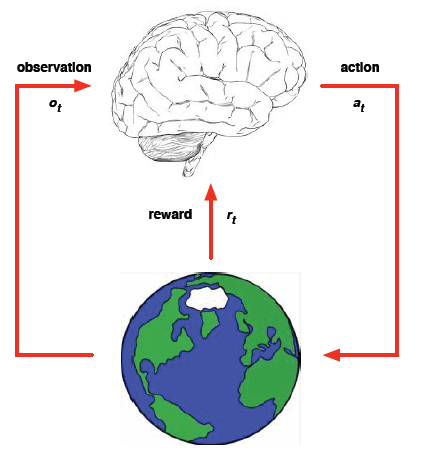 observation
o_t
action
a_t
reward r_t